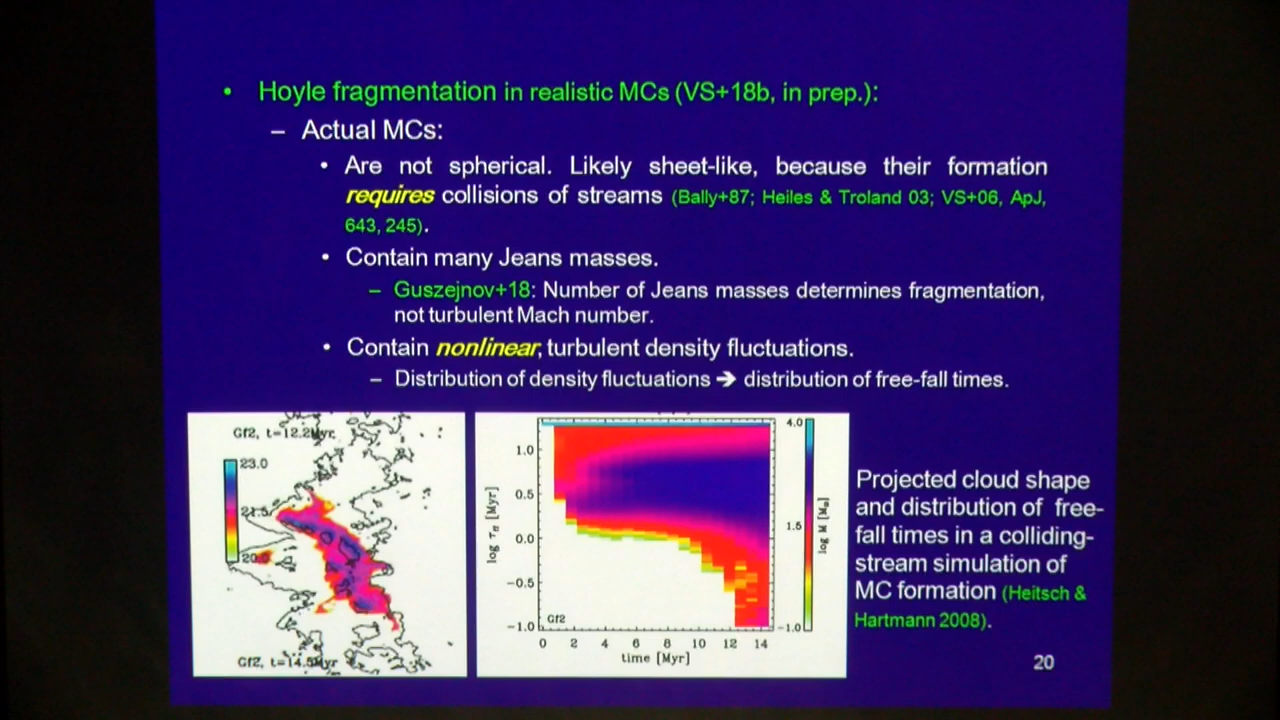 • Hoyle fragmentation in realistic MCs (VS+18b, in prep.):
– Actual MCs:
• Are not spherical. Likely sheet-like, because their formation
requires collisions of streams (Bally+87; Heiles & Troland 03; VS+06, ApJ,
643, 245).
• Contain many Jeans masses.
– Guszejnov+18: Number of Jeans masses determines fragmentation,
not turbulent Mach number.
• Contain nonlinear, turbulent density fluctuations.
– Distribution of density fluctuations ➔ distribution of free-fall times.
Gf2, t=12.2Myr
23.0
21.5
20.0
Gf2, t=14.5Myr
1.0
0.5
0.0
−0.5
−1.0
log τff [Myr]
Gf2
0 2 4 6 8 10 12 14
time [Myr]
4.0
1.5
−1.0
log M [M⊙]
Projected cloud shape
and distribution of free-
fall times in a colliding-
stream simulation of
MC formation (Heitsch &
Hartmann 2008).
20